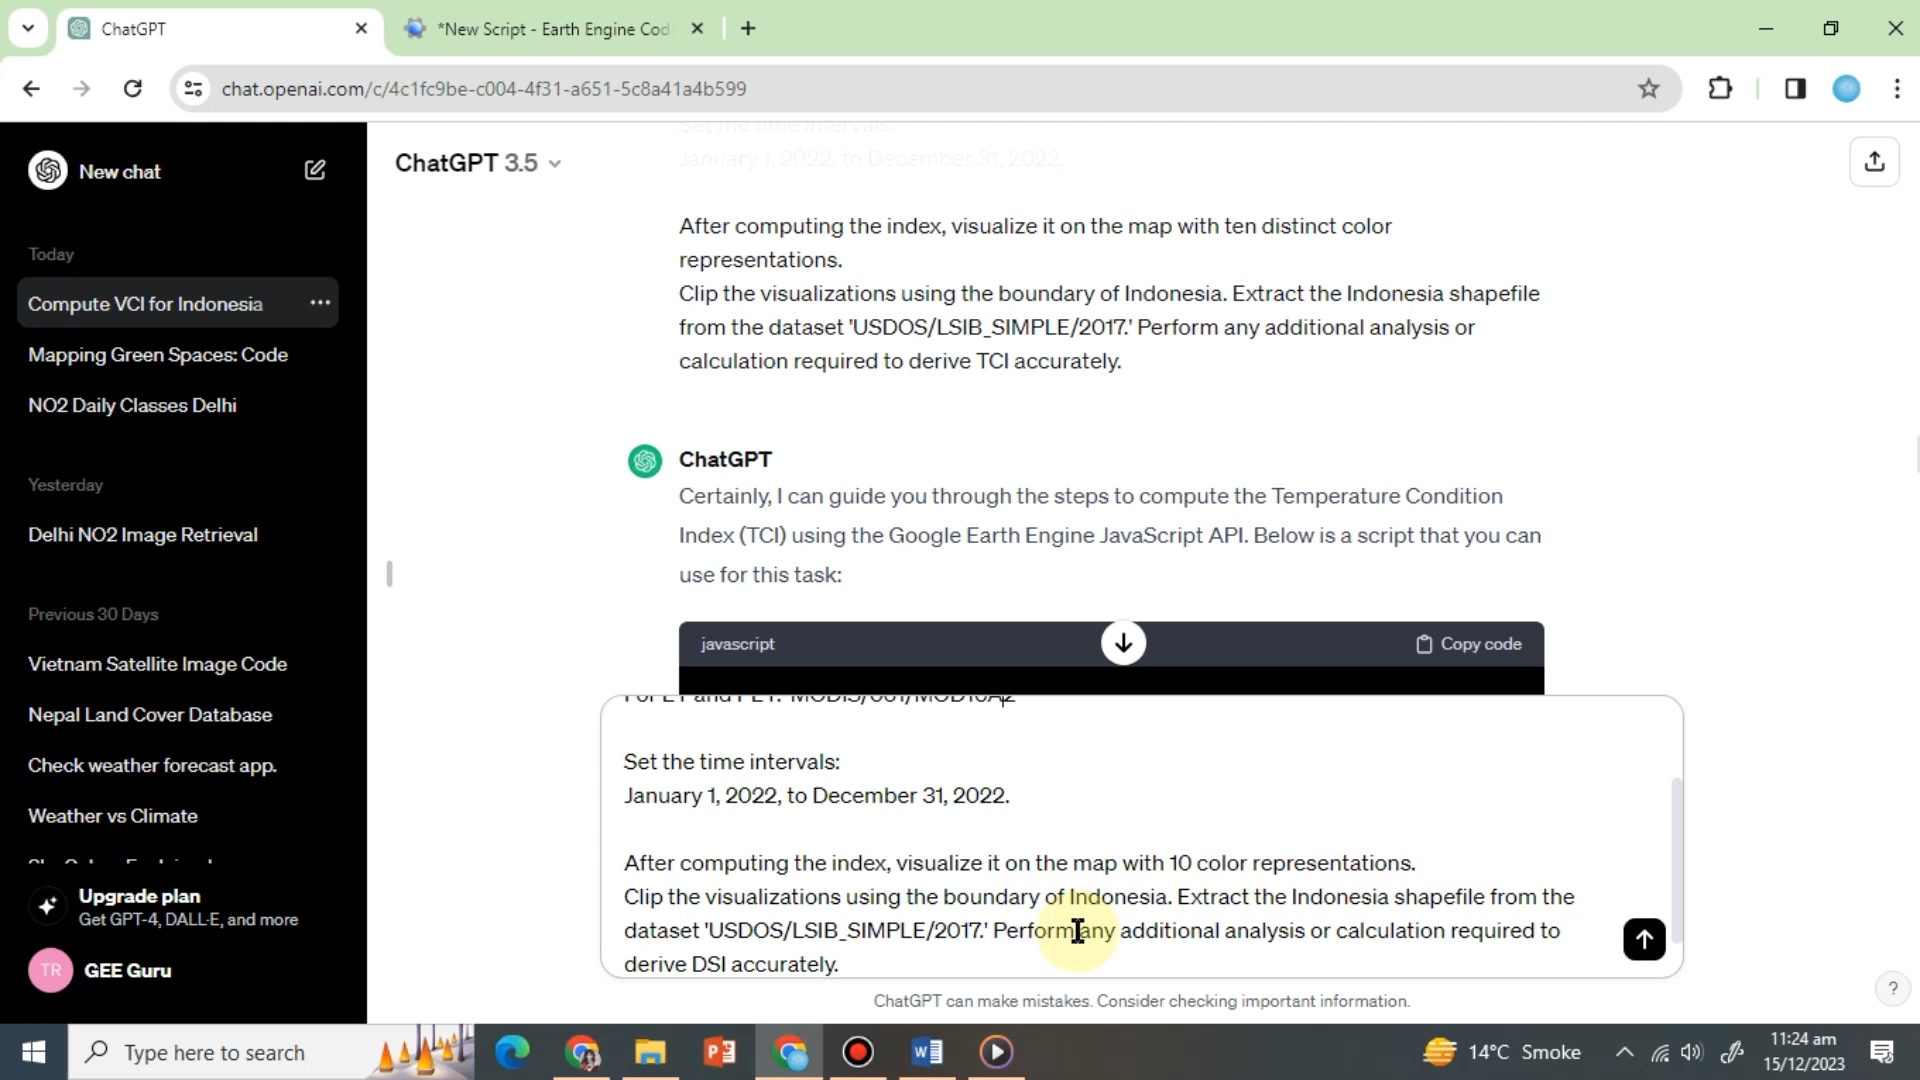 ChatGPT
*New Script - Earth Engine Cod
chat.openai.com/c/4c1fc9be-c004-4f31-a651-5c8a41a4b599
New chat
Today
Compute VCI for Indonesia
Mapping Green Spaces: Code
NO2 Daily Classes Delhi
Yesterday
Delhi NO2 Image Retrieval
Previous 30 Days
Vietnam Satellite Image Code
Nepal Land Cover Database
Check weather forecast app.
Weather vs Climate
Upgrade plan
Get GPT-4, DALL·E, and more
TR
GEE Guru
ChatGPT 3.5
Set the time intervals:
January 1, 2022, to December 31, 2022.
After computing the index, visualize it on the map with ten distinct color
representations.
Clip the visualizations using the boundary of Indonesia. Extract the Indonesia shapefile
from the dataset 'USDOS/LSIB_SIMPLE/2017.' Perform any additional analysis or
calculation required to derive TCI accurately.
ChatGPT
Certainly, I can guide you through the steps to compute the Temperature Condition
Index (TCI) using the Google Earth Engine JavaScript API. Below is a script that you can
use for this task:
javascript
Copy code
Set the time intervals:
January 1, 2022, to December 31, 2022.
After computing the index, visualize it on the map with 10 color representations.
Clip the visualizations using the boundary of Indonesia. Extract the Indonesia shapefile from the
dataset 'USDOS/LSIB_SIMPLE/2017.' Perform any additional analysis or calculation required to
derive DSI accurately.
ChatGPT can make mistakes. Consider checking important information.
?
Type here to search
14°C Smoke
11:24 am
15/12/2023